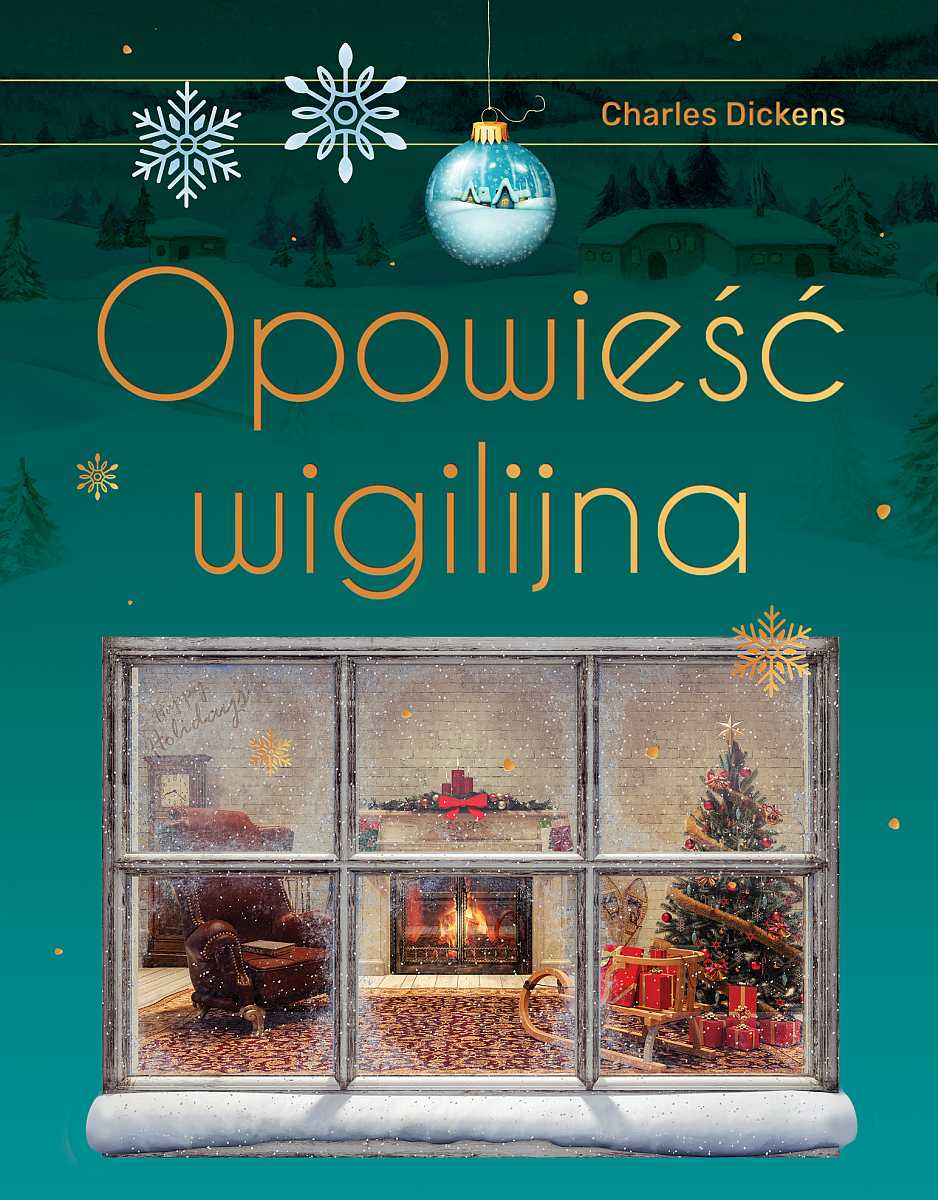 Charles Dickens
Opowieść
wigilijna
Happy
Holidays